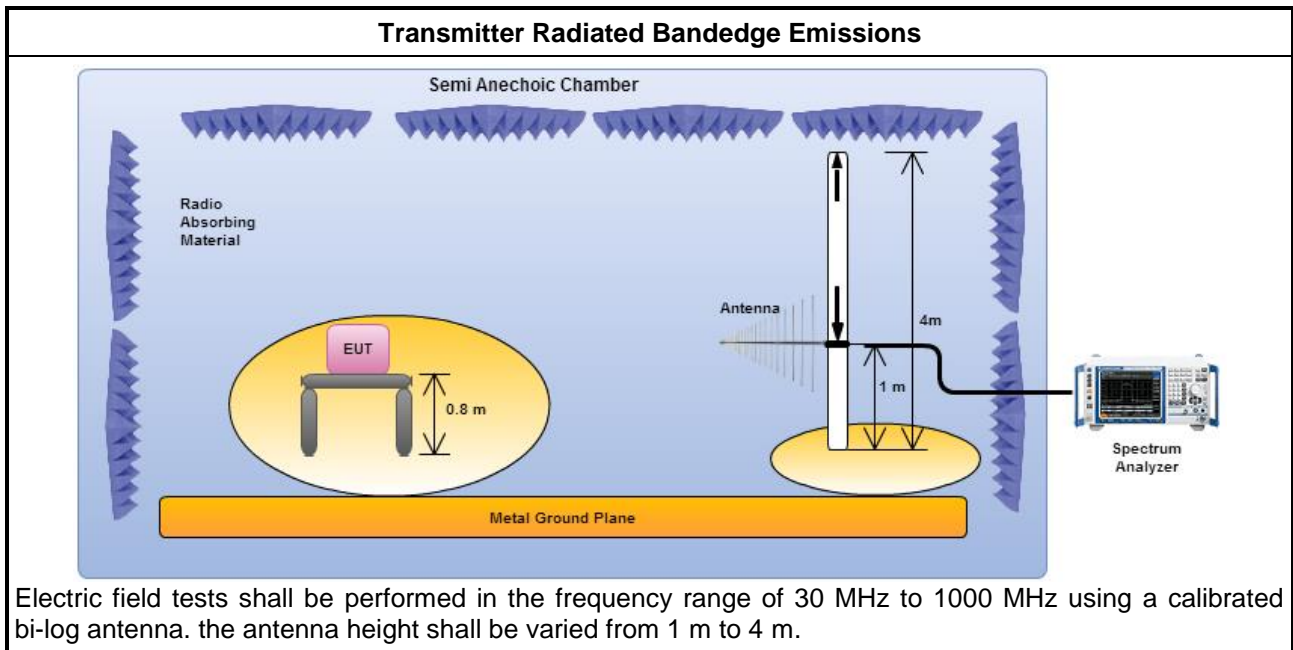 Transmitter Radiated Bandedge Emissions
Semi Anechoic Chamber
Radio
Absorbing
Material
Antenna
4m
EUT
1 m
0.8 m
Spectrum
Analyzer
Metal Ground Plane
Electric field tests shall be performed in the frequency range of 30 MHz to 1000 MHz using a calibrated
bi-log antenna. the antenna height shall be varied from 1 m to 4 m.